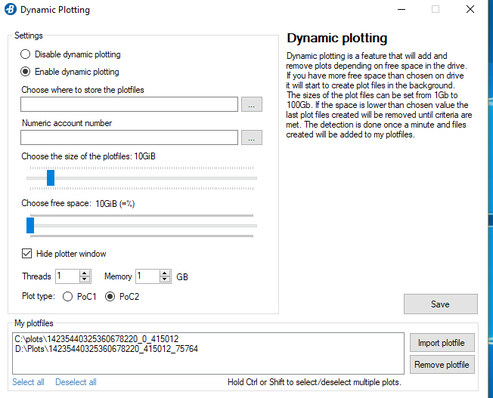 Dynamic Plotting
Settings
Disable dynamic plotting
Enable dynamic plotting
Choose where to store the plotfiles
...
Numeric account number
...
Choose the size of the plotfiles: 10GiB
Choose free space: 10GiB (=%)
Hide plotter window
Threads 1 Memory 1 GB
Plot type: PoC1 PoC2
Dynamic plotting
Dynamic plotting is a feature that will add and
remove plots depending on free space in the drive.
If you have more free space than chosen on drive
it will start to create plot files in the background.
The sizes of the plot files can be set from 1Gb to
100Gb. If the space is lower than chosen value the
last plot files created will be removed until criteria are
met. The detection is done once a minute and files
created will be added to my plotfiles.
Save
My plotfiles
C:\plots\14235440325360678220_0_415012
D:\Plots\14235440325360678220_415012_75764
Import plotfile
Remove plotfile
Select all Deselect all Hold Ctrl or Shift to select/deselect multiple plots.